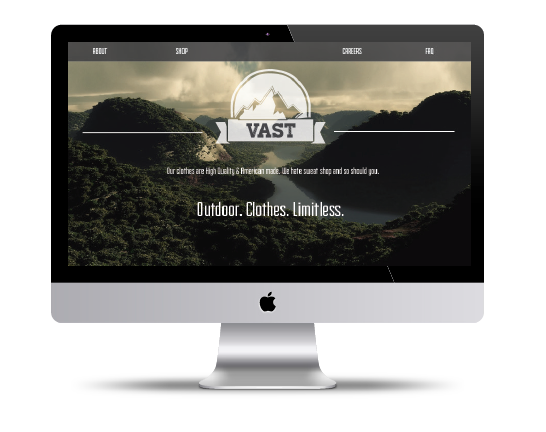 ABOUT
SHOP
CAREERS
FAQ
VAST
Our clothes are High Quality & American made. We hate sweat shop and so should you.
Outdoor. Clothes. Limitless.